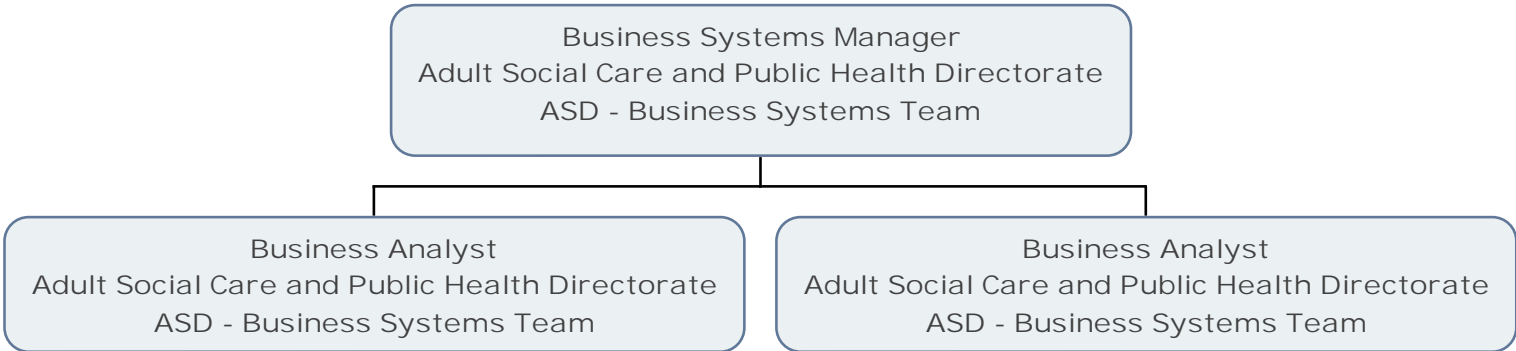 Business Systems Manager
Adult Social Care and Public Health Directorate
ASD - Business Systems Team
Business Analyst
Adult Social Care and Public Health Directorate
ASD - Business Systems Team
Business Analyst
Adult Social Care and Public Health Directorate
ASD - Business Systems Team